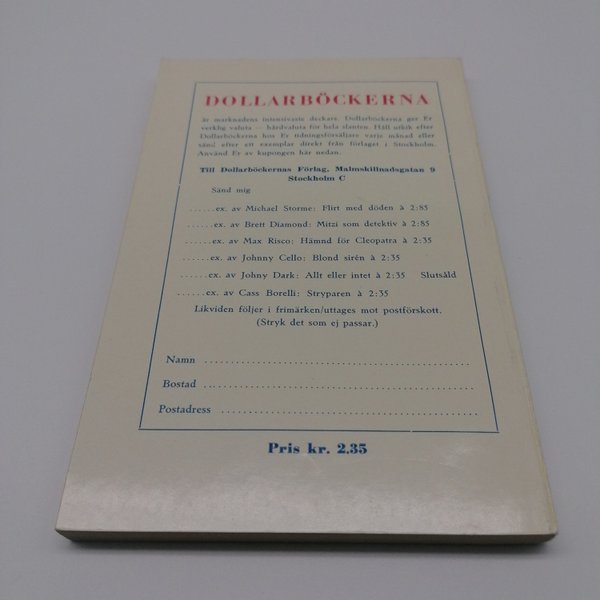 DOLLARBÖCKERNA
är marknadens intensivaste deckare. Dollarböckerna ger Er
verklig valuta — hårdvaluta för hela slanten. Håll utkik efter
Dollarböckerna hos Er tidningsförsäljare varje månad eller
sänd efter ett exemplar direkt från förlaget i Stockholm.
Använd Er av kupongen här nedan.
Till Dollarböckernas Förlag, Malmskillnadsgatan 9
Stockholm C
Sänd mig
......ex. av Michael Storme: Flirt med döden à 2:85
......ex. av Brett Diamond: Mitzi som detektiv à 2:85
......ex. av Max Risco: Hämnd för Cleopatra à 2:35
......ex. av Johnny Cello: Blond sirén à 2:35
......ex. av Johny Dark: Allt eller intet à 2:35 Slutsåld
......ex. av Cass Borelli: Stryparen à 2:35
Likviden följer i frimärken/uttages mot postförskott.
(Stryk det som ej passar.)
Namn ..................................................
Bostad ..................................................
Postadress ..................................................
Pris kr. 2.35